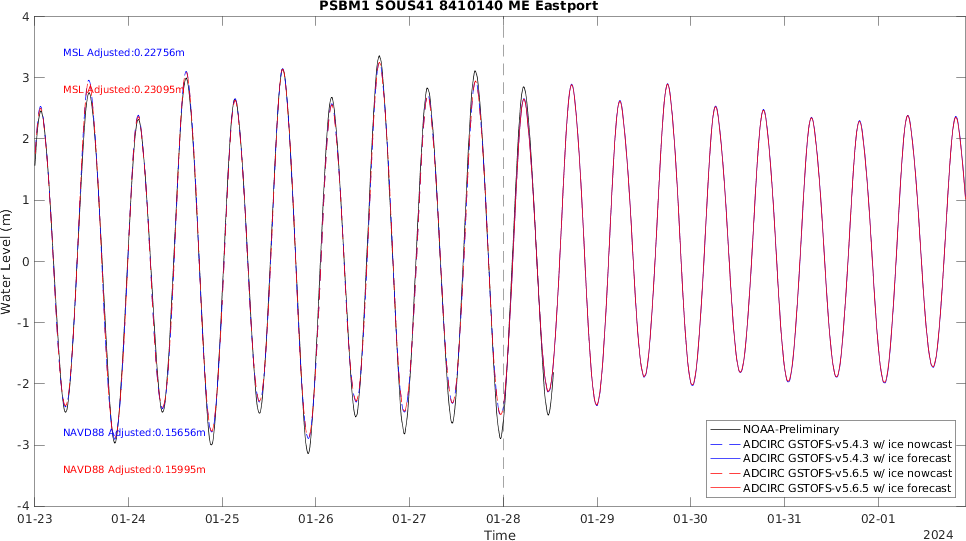 PSBM1 SOUS41 8410140 ME Eastport
4
3
2
1
0
-1
-2
-3
-4
Water Level (m)
MSL Adjusted:0.22756m
MSL Adjusted:0.23095m
NAVD88 Adjusted:0.15656m
NAVD88 Adjusted:0.15995m
NOAA-Preliminary
ADCIRC GSTOFS-v5.4.3 w/ ice nowcast
ADCIRC GSTOFS-v5.4.3 w/ ice forecast
ADCIRC GSTOFS-v5.6.5 w/ ice nowcast
ADCIRC GSTOFS-v5.6.5 w/ ice forecast
01-23 01-24 01-25 01-26 01-27 01-28 01-29 01-30 01-31 02-01
Time
2024